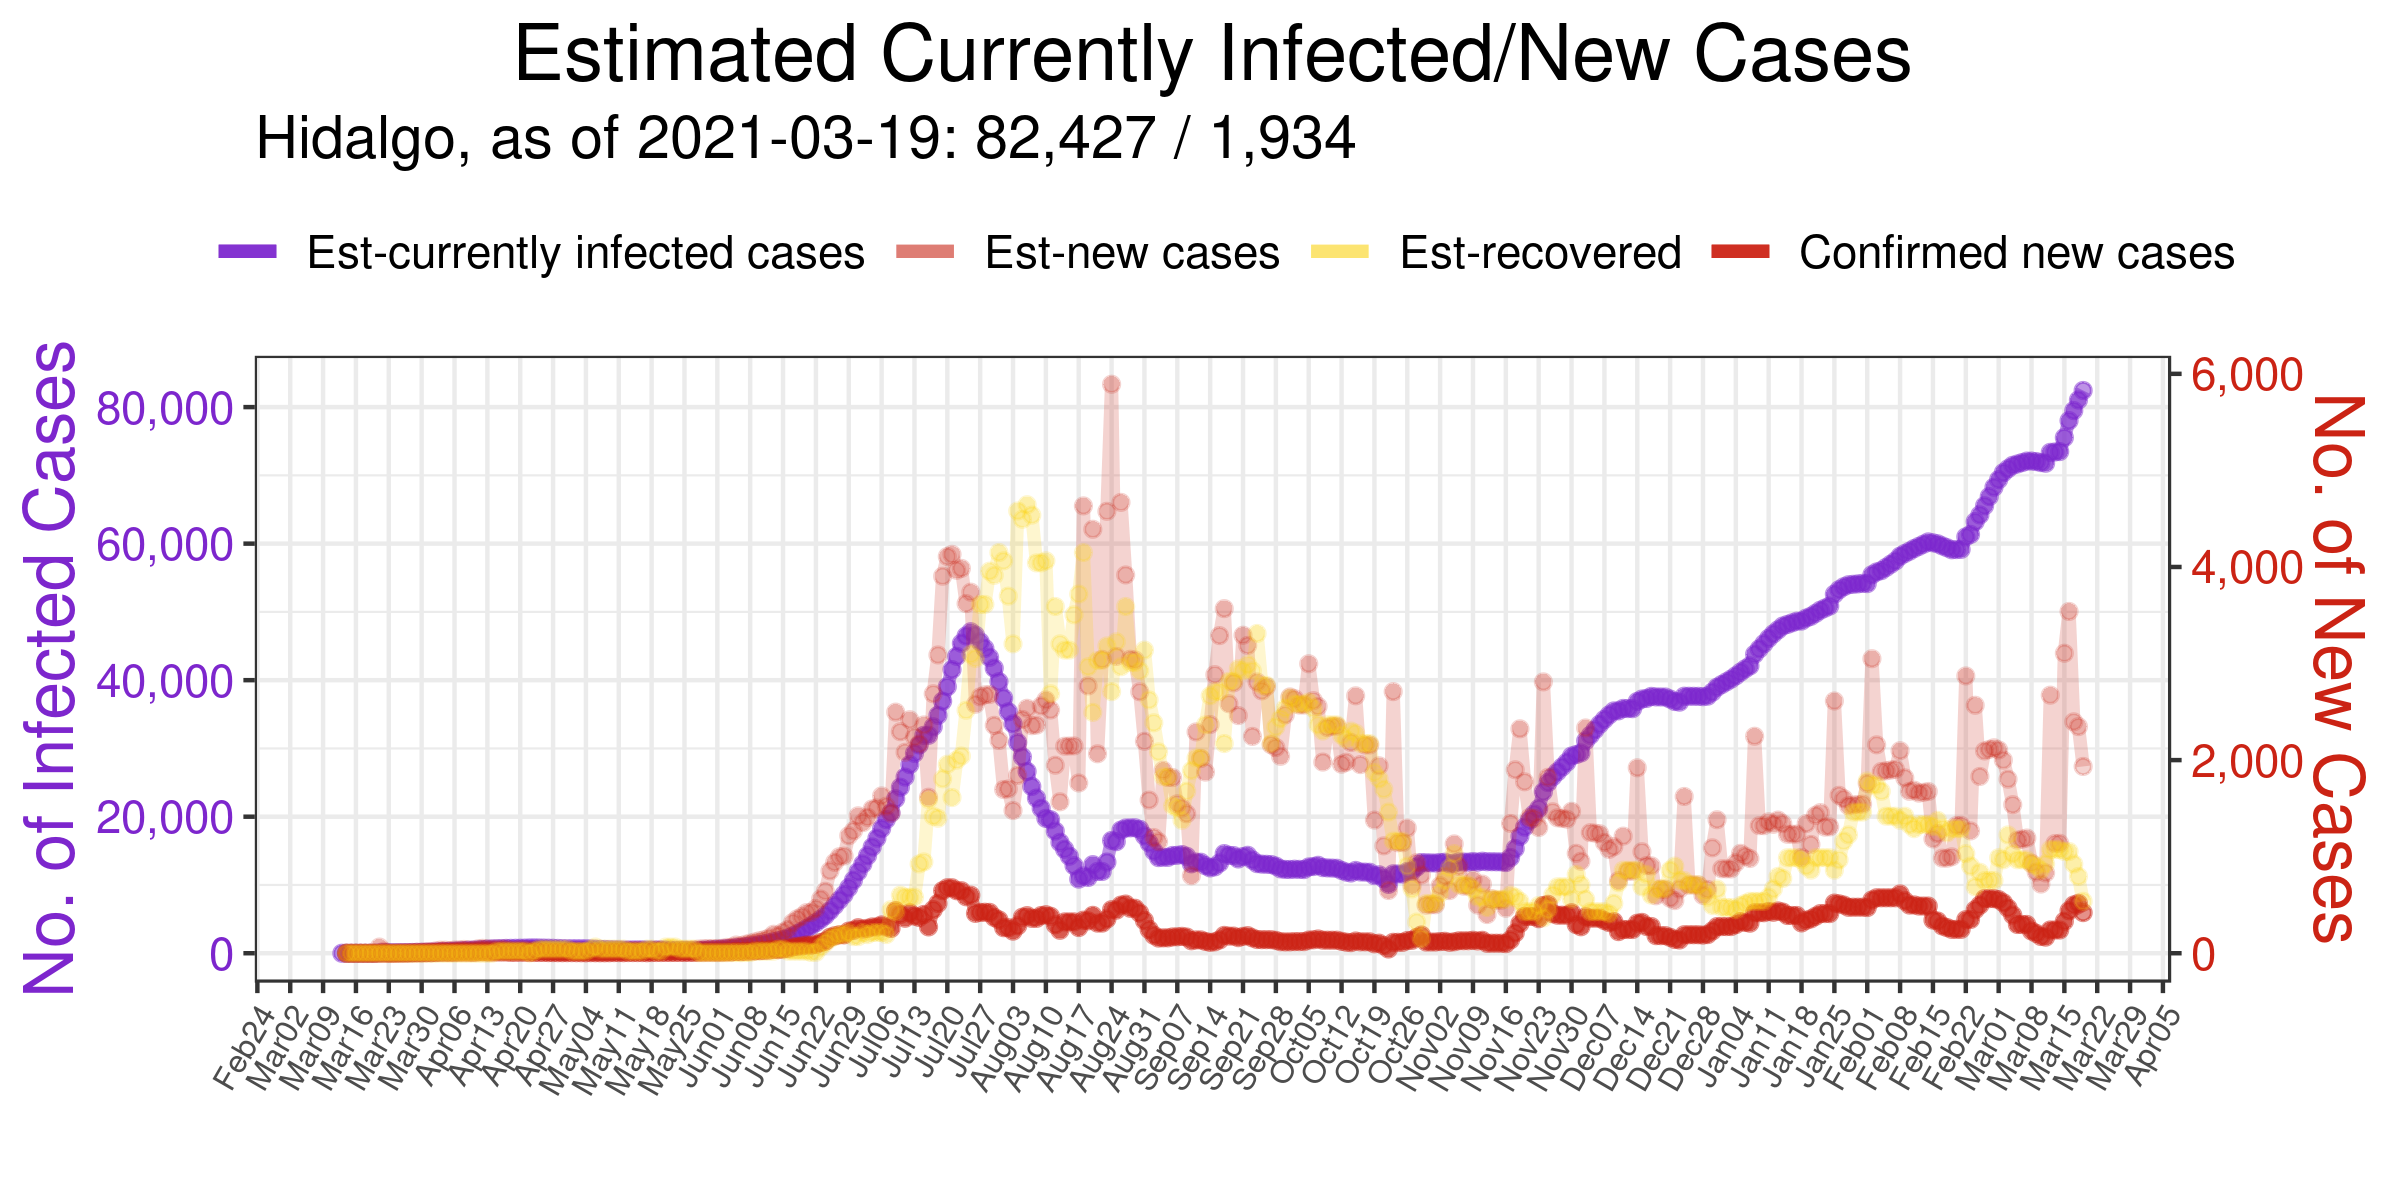 Estimated Currently Infected/New Cases
Hidalgo, as of 2021-03-19: 82,427 / 1,934
Est-currently infected cases Est-new cases Est-recovered Confirmed new cases
No. of Infected Cases
80,000
60,000
40,000
20,000
0
6,000
4,000
2,000
0
No. of New Cases
Feb24 Mar02 Mar09 Mar16 Mar23 Mar30 Apr06 Apr13 Apr20 Apr27 May04 May11 May18 May25 Jun01 Jun08 Jun15 Jun22 Jun29 Jul06 Jul13 Jul20 Jul27 Aug03 Aug10 Aug17 Aug24 Aug31 Sep07 Sep14 Sep21 Sep28 Oct05 Oct12 Oct19 Oct26 Nov02 Nov09 Nov16 Nov23 Nov30 Dec07 Dec14 Dec21 Dec28 Jan04 Jan11 Jan18 Jan25 Feb01 Feb08 Feb15 Feb22 Mar01 Mar08 Mar15 Mar22 Mar29 Apr05